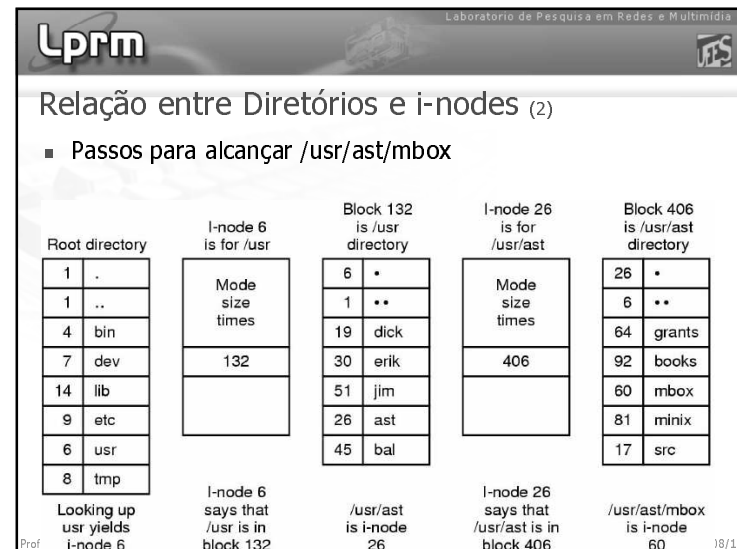 Laboratorio de Pesquisa em Redes e Multimídia
Lprm
UFES
Relação entre Diretórios e i-nodes (2)
▪ Passos para alcançar /usr/ast/mbox
Root directory
1 .
1 ..
4 bin
7 dev
14 lib
9 etc
6 usr
8 tmp
Looking up
usr yields
i-node 6
I-node 6
is for /usr
Mode
size
times
132
I-node 6
says that
/usr is in
block 132
Block 132
is /usr
directory
6 •
1 ••
19 dick
30 erik
51 jim
26 ast
45 bal
/usr/ast
is i-node
26
I-node 26
is for
/usr/ast
Mode
size
times
406
I-node 26
says that
/usr/ast is in
block 406
Block 406
is /usr/ast
directory
26 •
6 ••
64 grants
92 books
60 mbox
81 minix
17 src
/usr/ast/mbox
is i-node
60
Prof